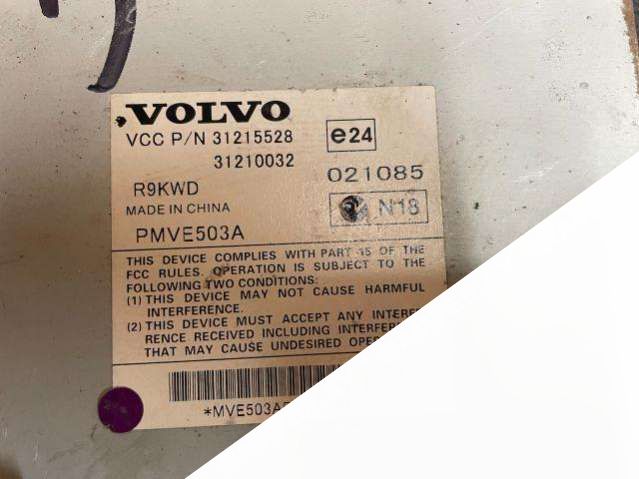 VOLVO
VCC P/N 31215528
31210032
e24
R9KWD
021085
MADE IN CHINA
N18
PMVE503A
THIS DEVICE COMPLIES WITH PART 15 OF THE
FCC RULES. OPERATION IS SUBJECT TO THE
FOLLOWING TWO CONDITIONS:
(1) THIS DEVICE MAY NOT CAUSE HARMFUL
INTERFERENCE.
(2) THIS DEVICE MUST ACCEPT ANY
RENCE RECEIVED INCLUDING
THAT MAY CAUSE UNDESIRED